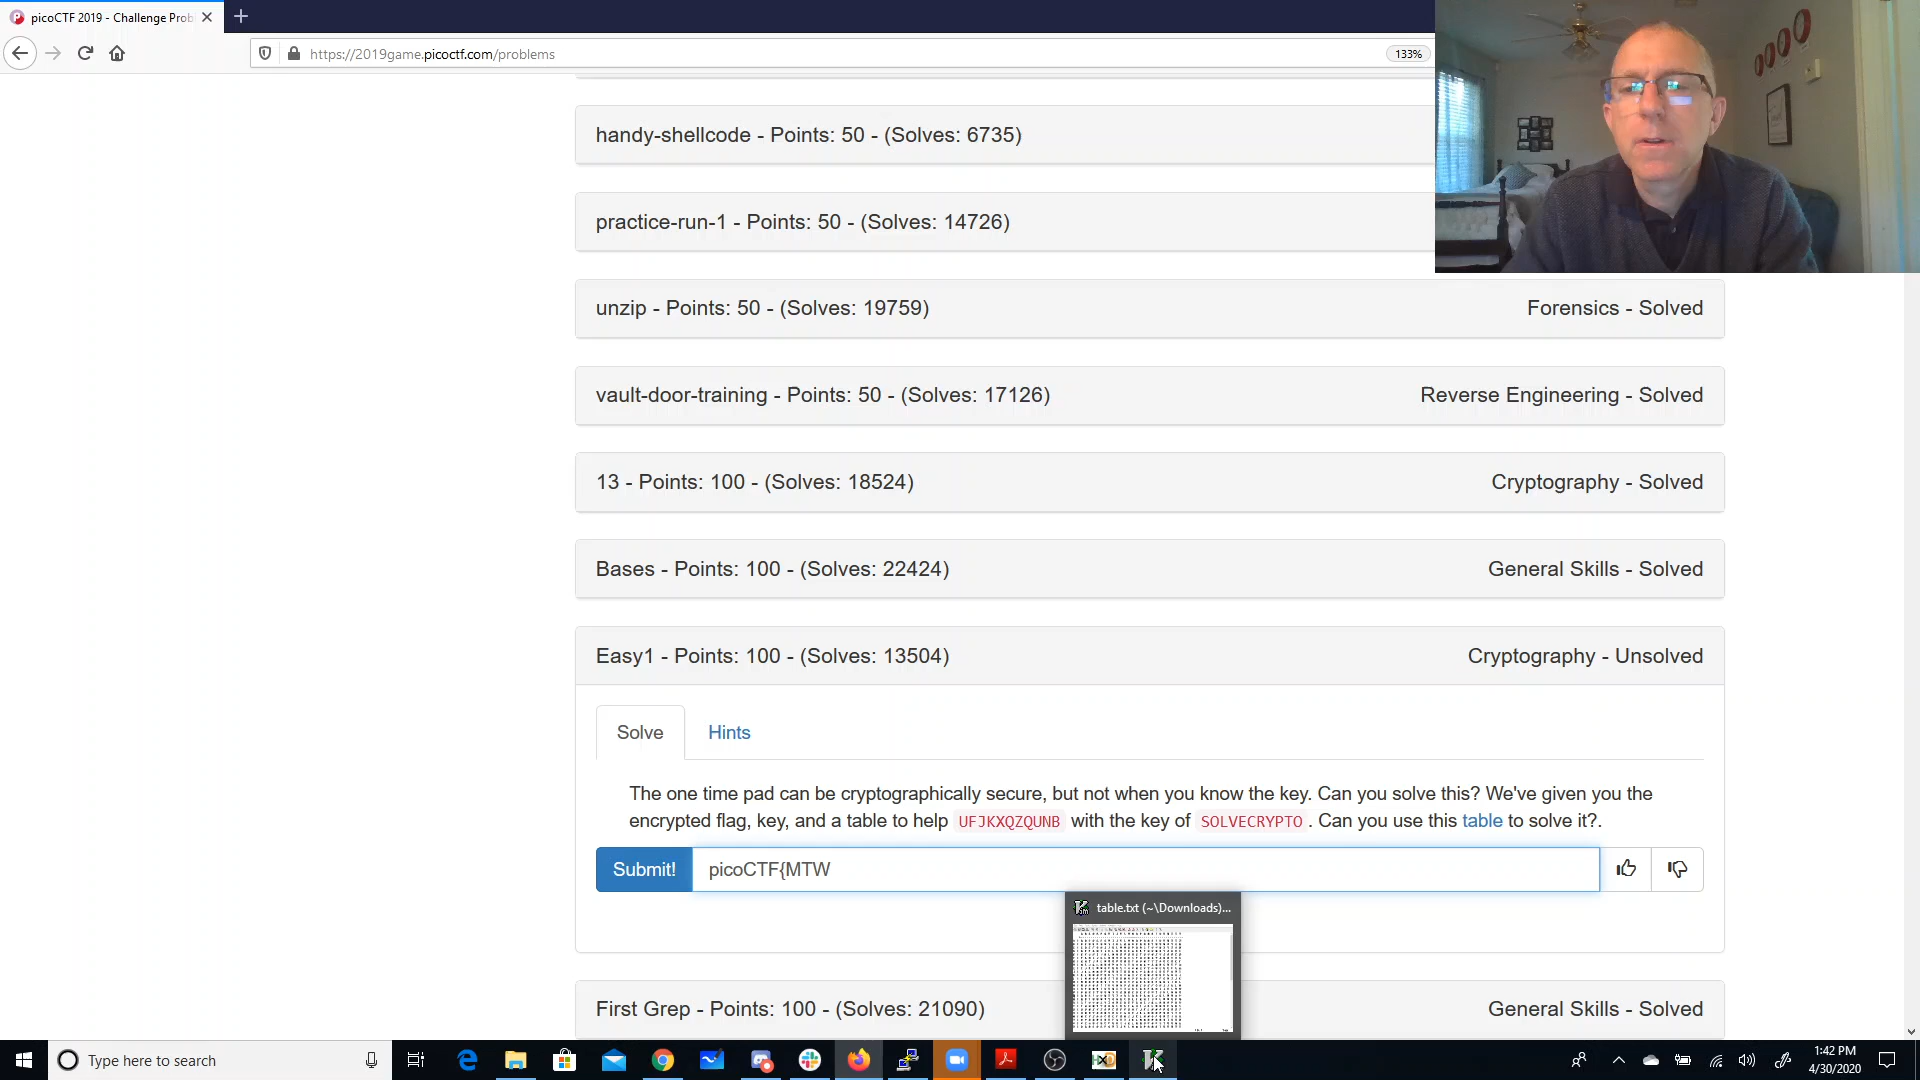 picoCTF 2019 - Challenge Prob
https://2019game.picoctf.com/problems
133%
handy-shellcode - Points: 50 - (Solves: 6735)
practice-run-1 - Points: 50 - (Solves: 14726)
unzip - Points: 50 - (Solves: 19759)
Forensics - Solved
vault-door-training - Points: 50 - (Solves: 17126)
Reverse Engineering - Solved
13 - Points: 100 - (Solves: 18524)
Cryptography - Solved
Bases - Points: 100 - (Solves: 22424)
General Skills - Solved
Easy1 - Points: 100 - (Solves: 13504)
Cryptography - Unsolved
Solve
Hints
The one time pad can be cryptographically secure, but not when you know the key. Can you solve this? We've given you the
encrypted flag, key, and a table to help UFJKXQZQUNB with the key of SOLVECRYPTO. Can you use this table to solve it?.
Submit!
picoCTF{MTW
table.txt (~\Downloads)...
First Grep - Points: 100 - (Solves: 21090)
General Skills - Solved
Type here to search
1:42 PM
4/30/2020